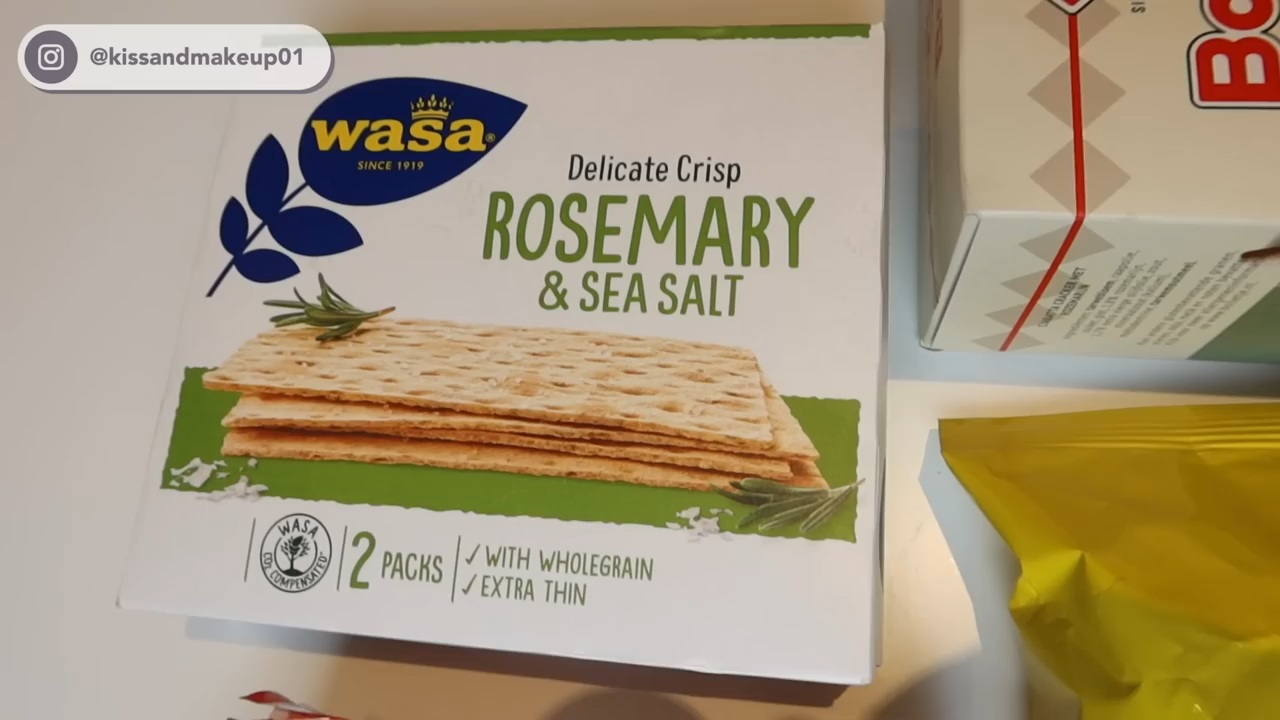 @kissandmakeup01
wasa®
SINCE 1919
Delicate Crisp
ROSEMARY
& SEA SALT
WASA
CO₂ COMPENSATED
2 PACKS
✓ WITH WHOLEGRAIN
✓ EXTRA THIN